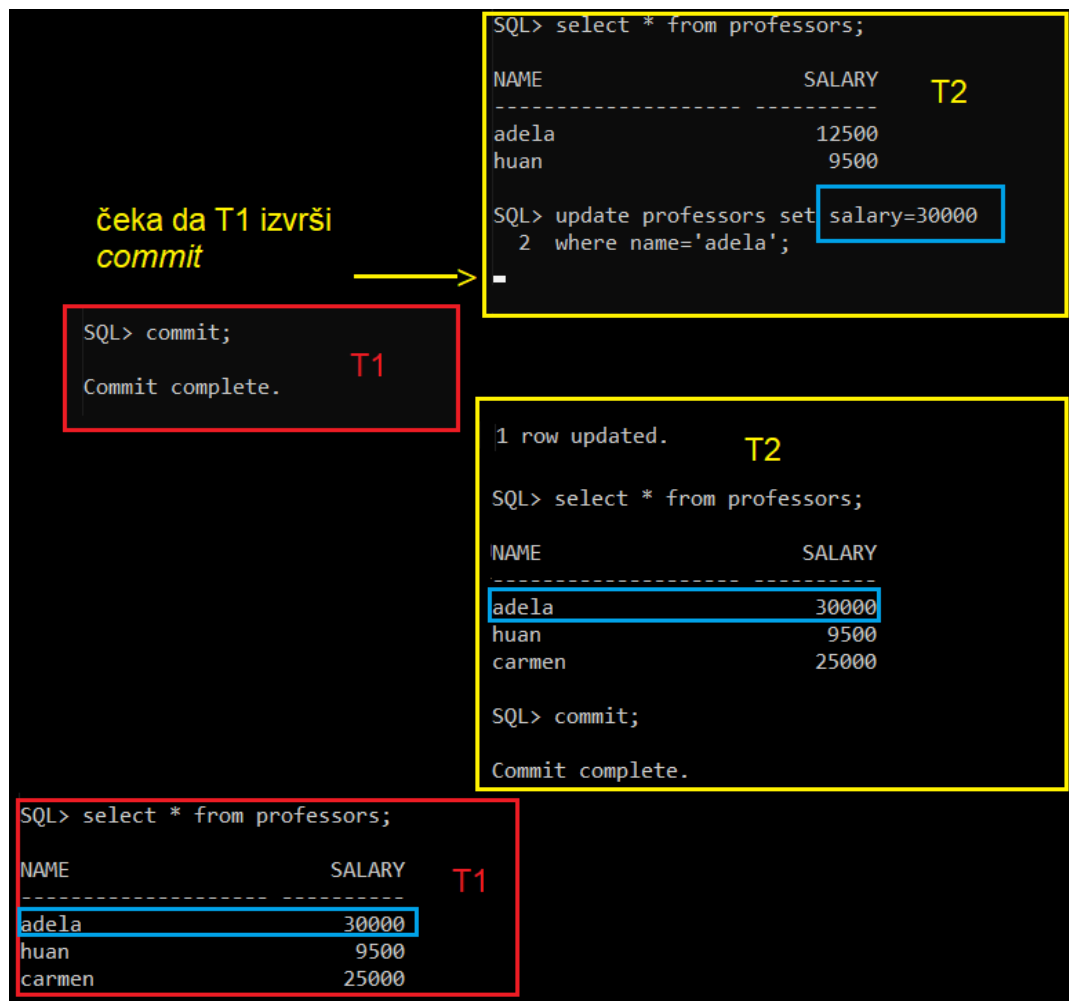 SQL> select * from professors;
NAME                 SALARY
-------------------- ----------
adela                 12500
huan                   9500
T2
SQL> update professors set salary=30000
  2  where name='adela';
čeka da T1 izvrši
commit
SQL> commit;
Commit complete.
T1
1 row updated.
T2
SQL> select * from professors;
NAME                 SALARY
-------------------- ----------
adela                 30000
huan                   9500
carmen                25000
SQL> commit;
Commit complete.
SQL> select * from professors;
NAME                 SALARY
-------------------- ----------
T1
adela                 30000
huan                   9500
carmen                25000